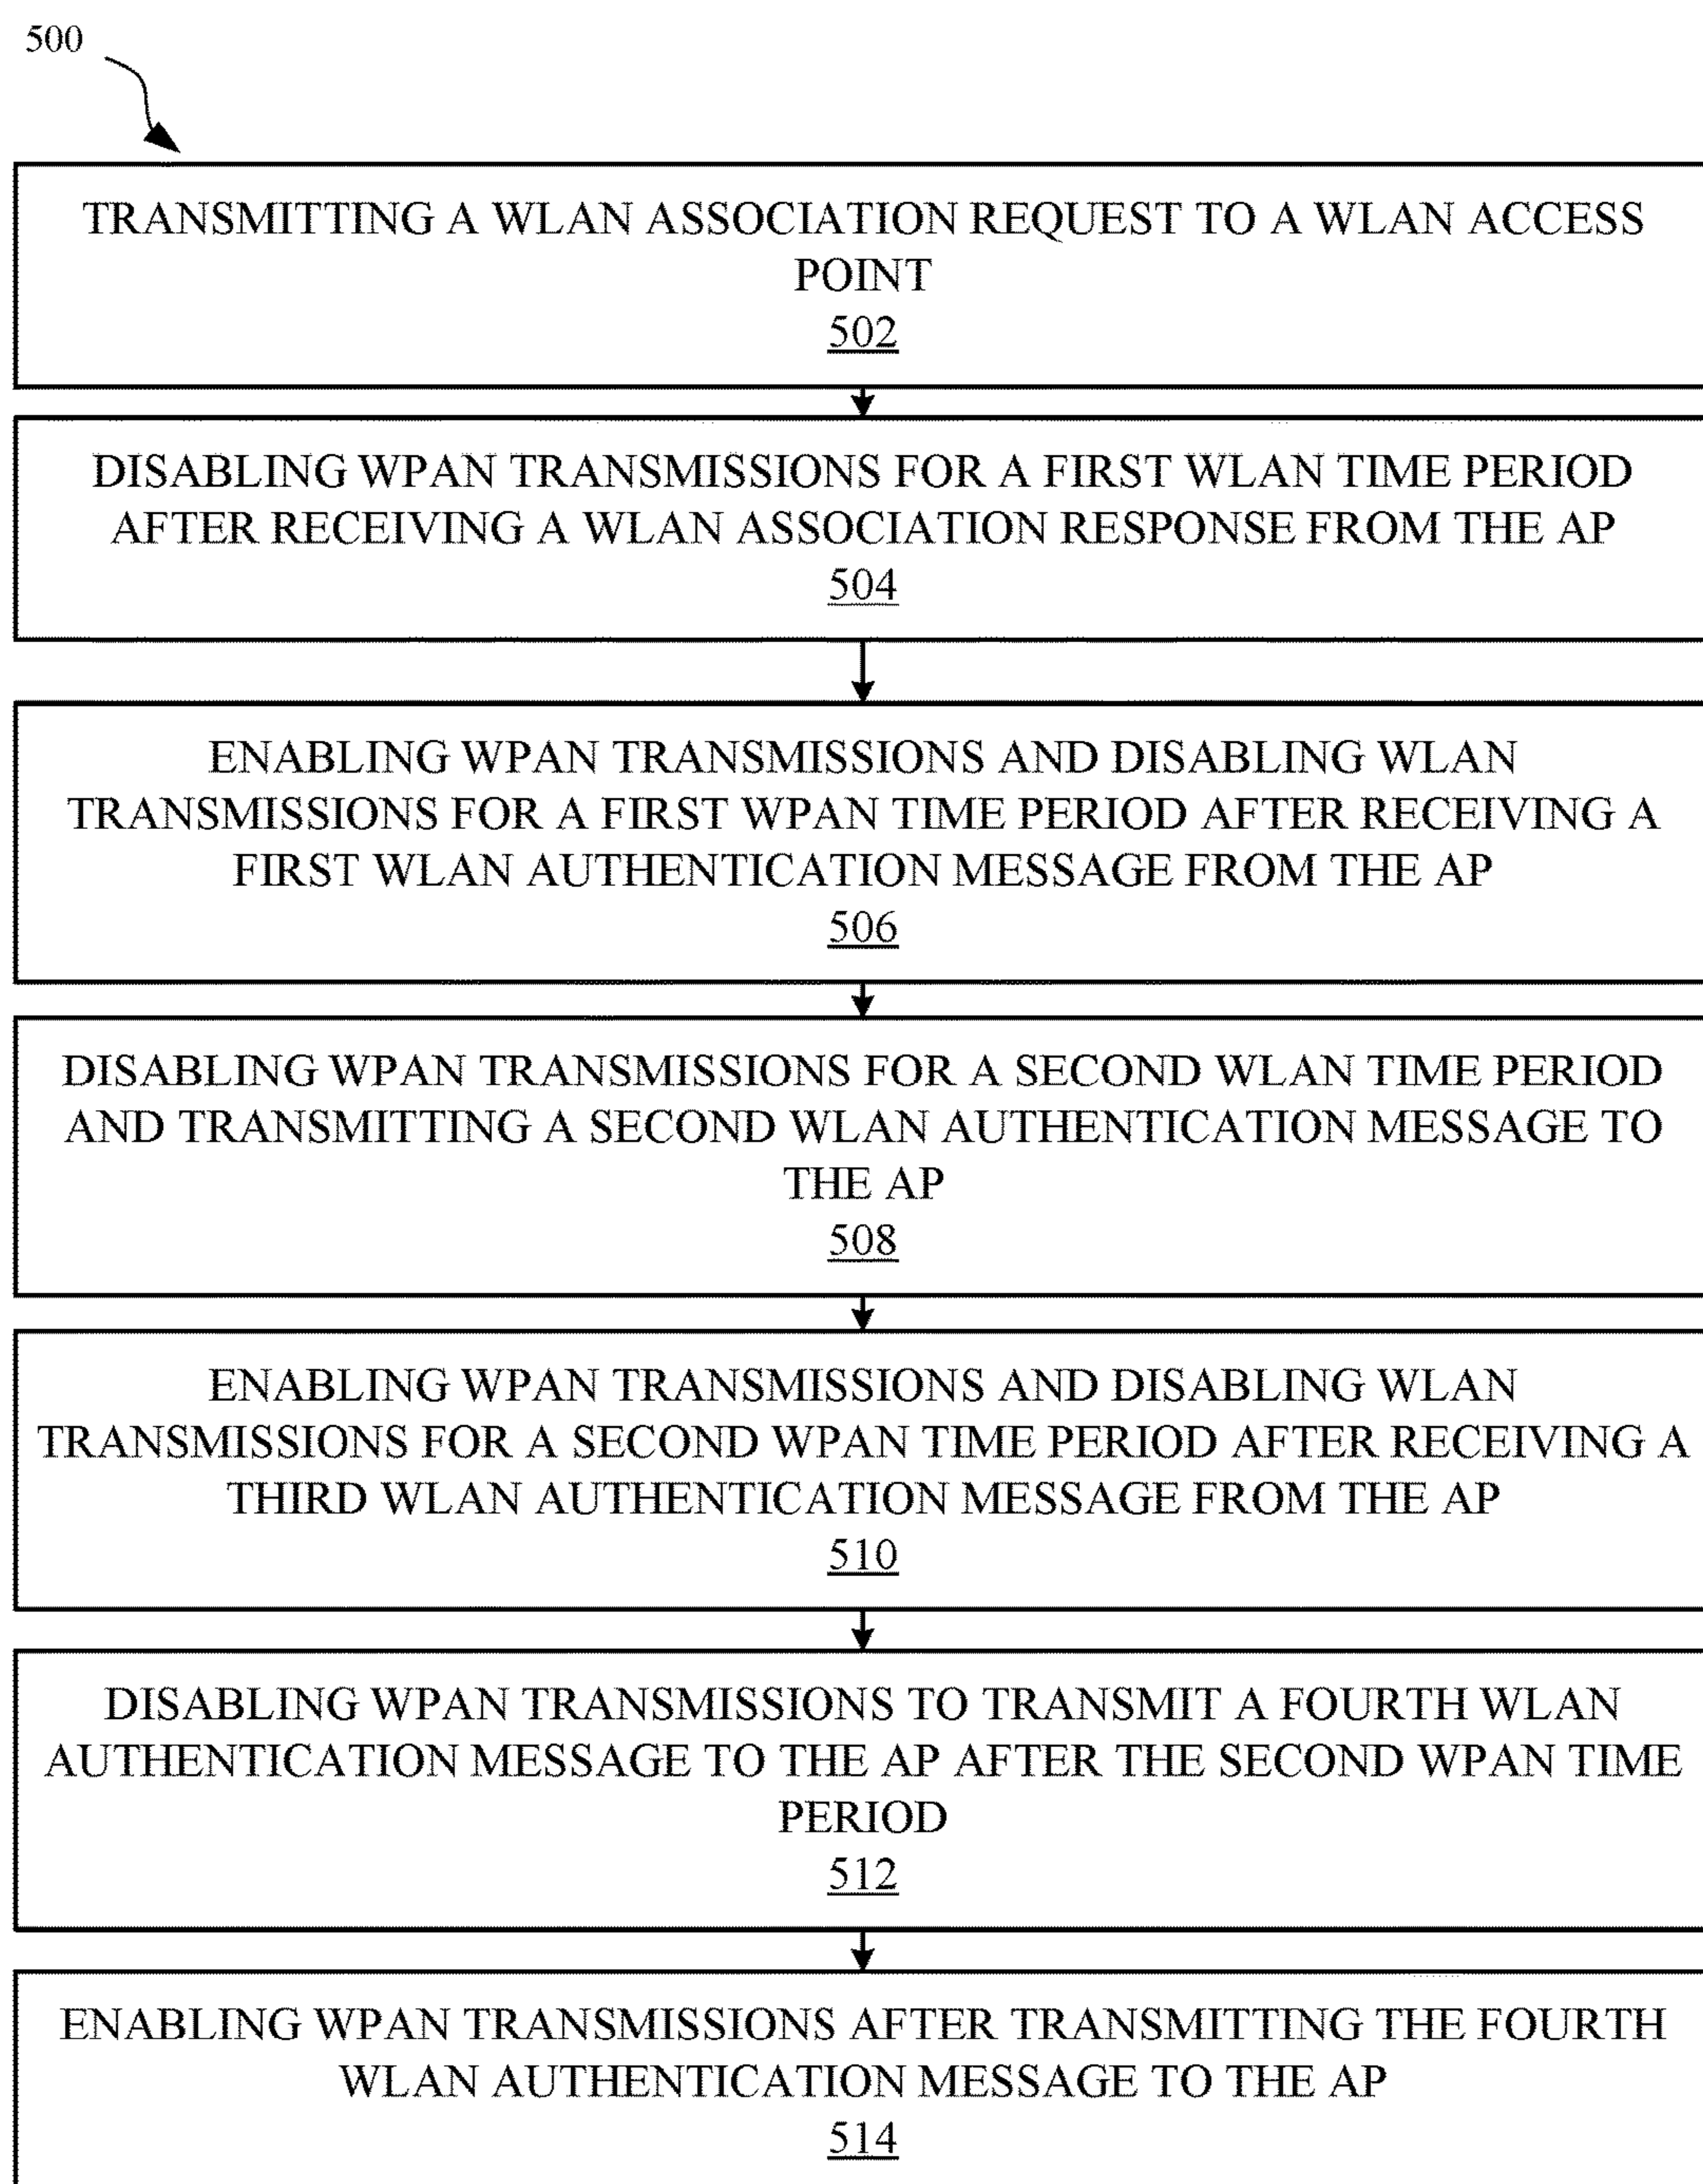 500
TRANSMITTING A WLAN ASSOCIATION REQUEST TO A WLAN ACCESS
POINT
502
DISABLING WPAN TRANSMISSIONS FOR A FIRST WLAN TIME PERIOD
AFTER RECEIVING A WLAN ASSOCIATION RESPONSE FROM THE AP
504
ENABLING WPAN TRANSMISSIONS AND DISABLING WLAN
TRANSMISSIONS FOR A FIRST WPAN TIME PERIOD AFTER RECEIVING A
FIRST WLAN AUTHENTICATION MESSAGE FROM THE AP
506
DISABLING WPAN TRANSMISSIONS FOR A SECOND WLAN TIME PERIOD
AND TRANSMITTING A SECOND WLAN AUTHENTICATION MESSAGE TO
THE AP
508
ENABLING WPAN TRANSMISSIONS AND DISABLING WLAN
TRANSMISSIONS FOR A SECOND WPAN TIME PERIOD AFTER RECEIVING A
THIRD WLAN AUTHENTICATION MESSAGE FROM THE AP
510
DISABLING WPAN TRANSMISSIONS TO TRANSMIT A FOURTH WLAN
AUTHENTICATION MESSAGE TO THE AP AFTER THE SECOND WPAN TIME
PERIOD
512
ENABLING WPAN TRANSMISSIONS AFTER TRANSMITTING THE FOURTH
WLAN AUTHENTICATION MESSAGE TO THE AP
514